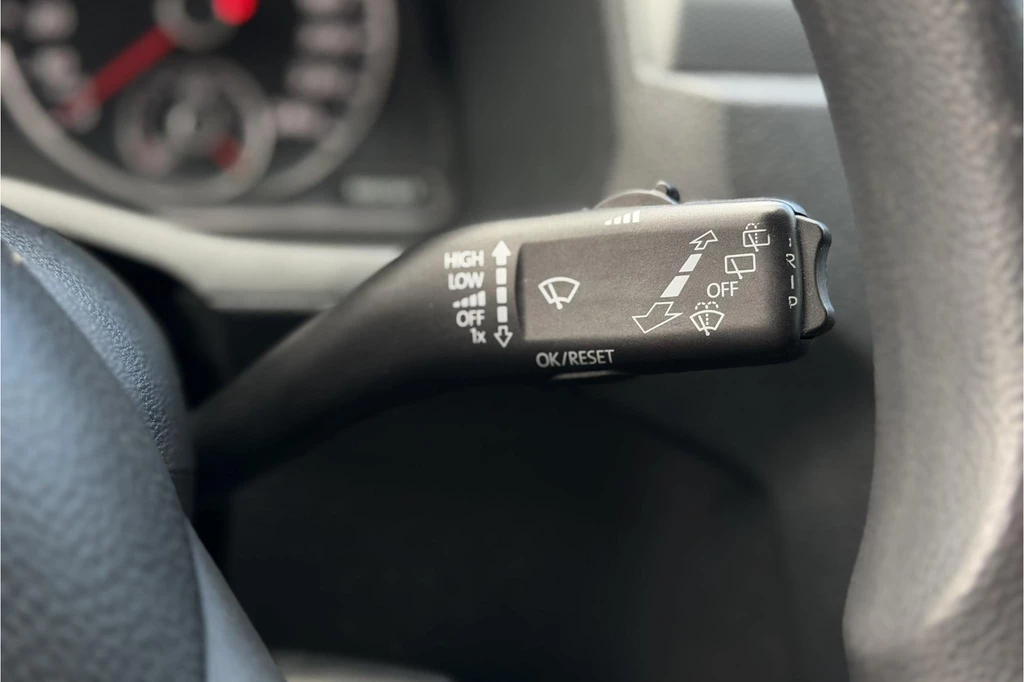 HIGH
LOW
OFF
1x
OFF
TRIP
OK/RESET